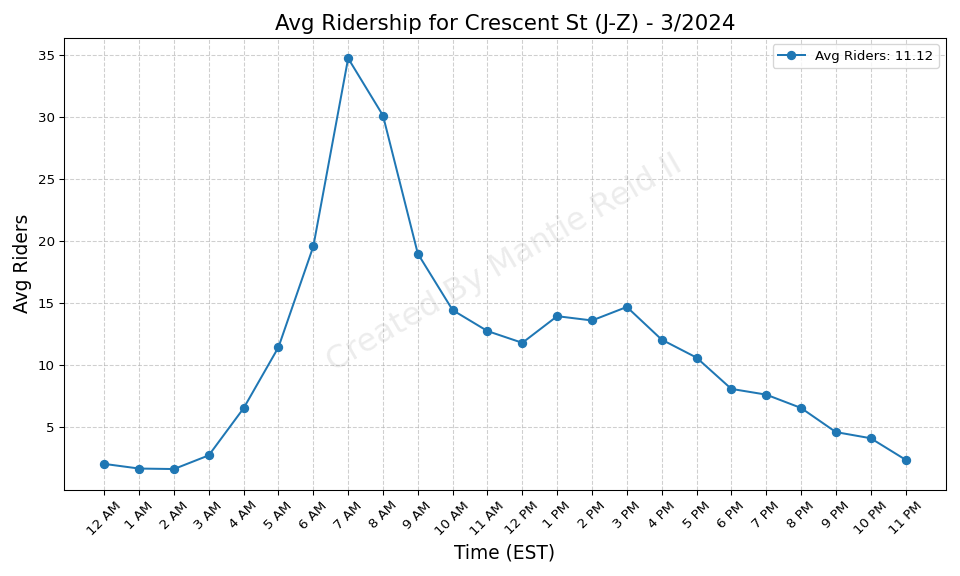 Avg Ridership for Crescent St (J-Z) - 3/2024
Avg Riders: 11.12
Avg Riders
35
30
25
20
15
10
5
Created By Mantie Reid II
12 AM
1 AM
2 AM
3 AM
4 AM
5 AM
6 AM
7 AM
8 AM
9 AM
10 AM
11 AM
12 PM
1 PM
2 PM
3 PM
4 PM
5 PM
6 PM
7 PM
8 PM
9 PM
10 PM
11 PM
Time (EST)